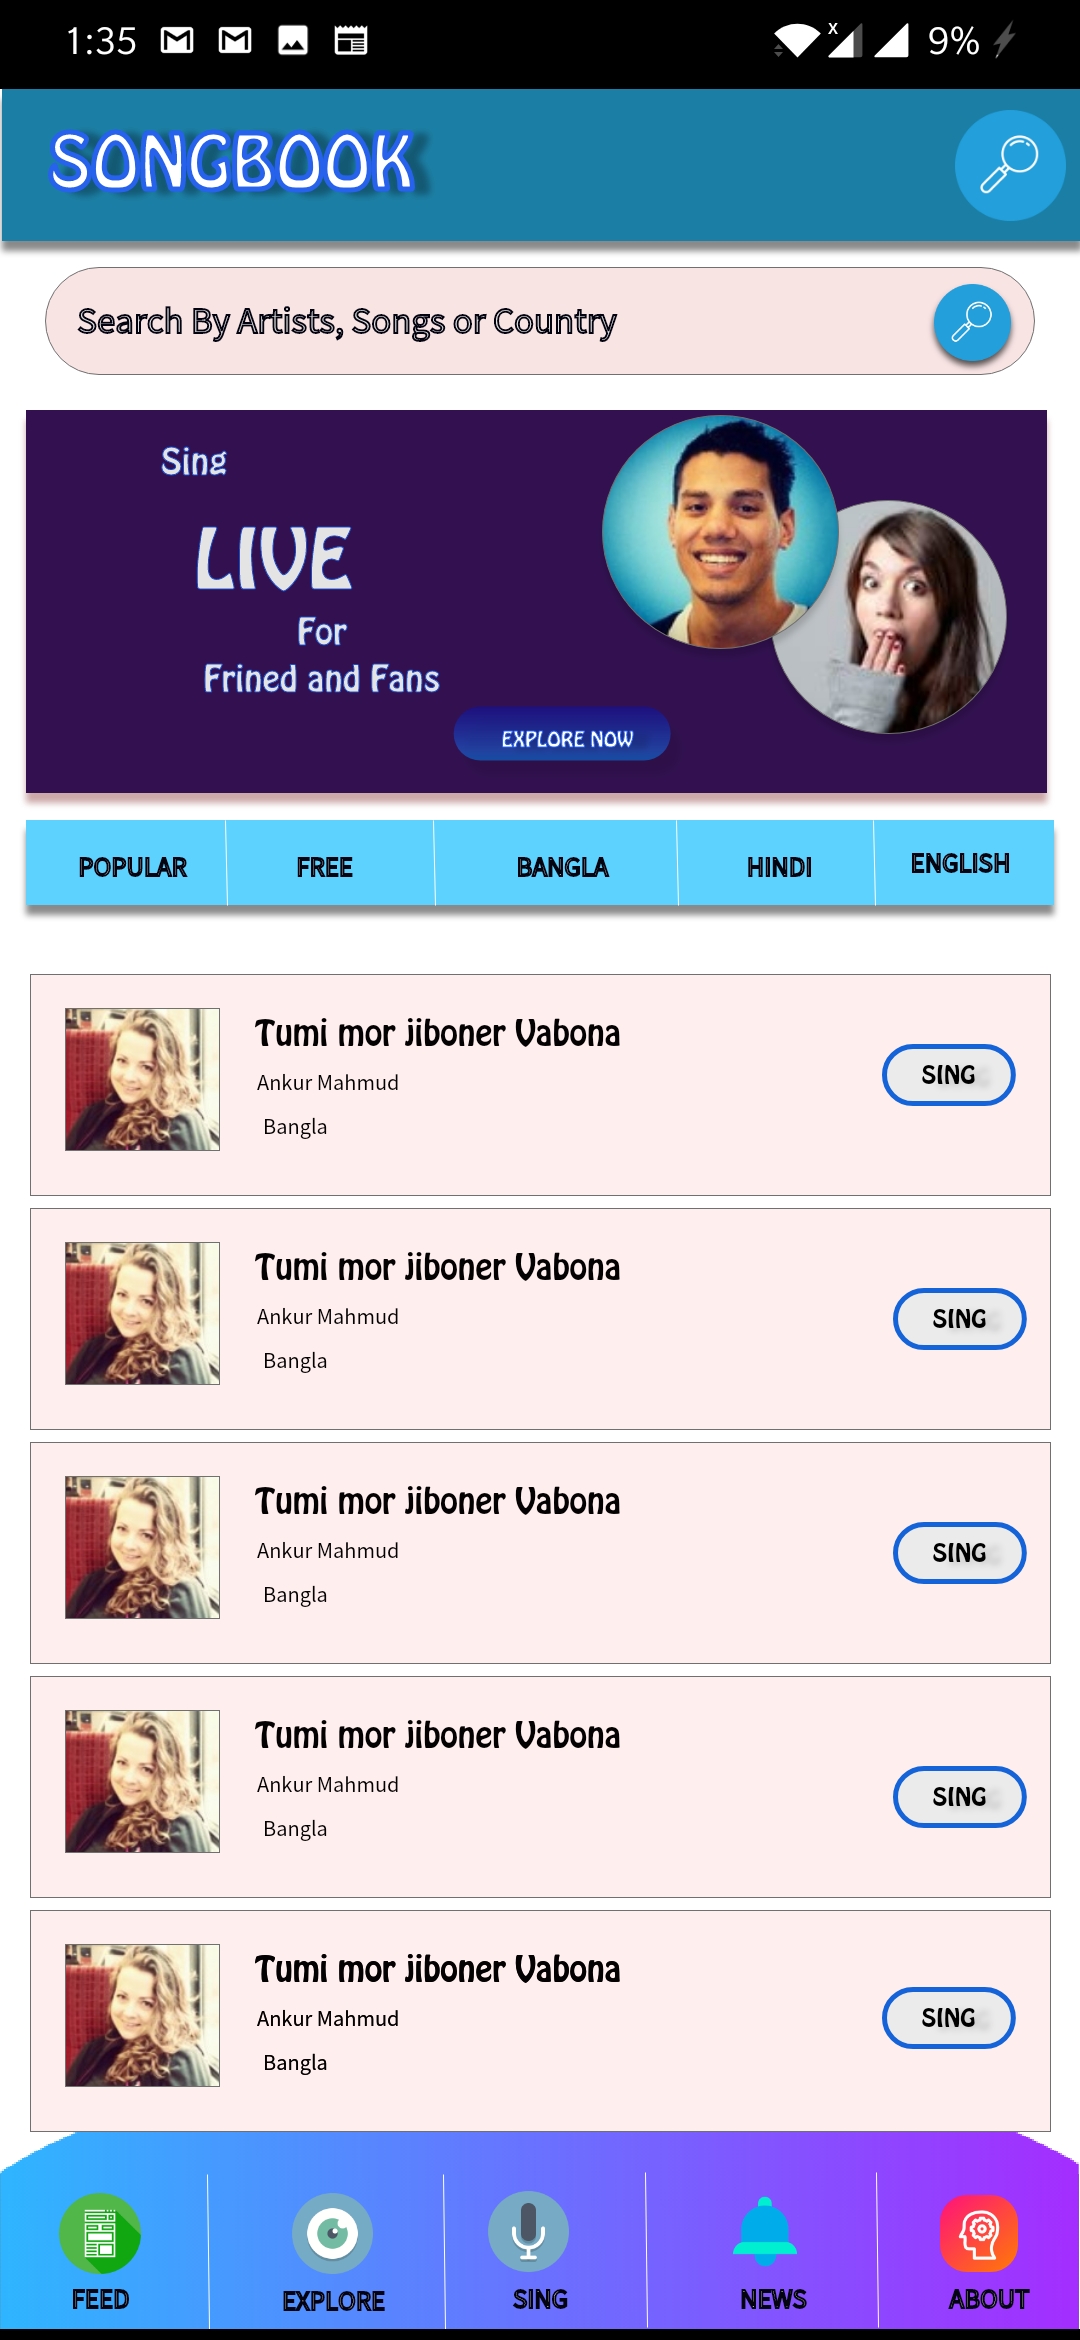 1:35
X
9%
SONGBOOK
Search By Artists, Songs or Country
Sing
LIVE
For
Frined and Fans
EXPLORE NOW
POPULAR FREE BANGLA HINDI ENGLISH
Tumi mor jiboner Vabona
Ankur Mahmud
Bangla
SING
Tumi mor jiboner Vabona
Ankur Mahmud
Bangla
SING
Tumi mor jiboner Vabona
Ankur Mahmud
Bangla
SING
Tumi mor jiboner Vabona
Ankur Mahmud
Bangla
SING
Tumi mor jiboner Vabona
Ankur Mahmud
Bangla
SING
FEED EXPLORE SING NEWS ABOUT